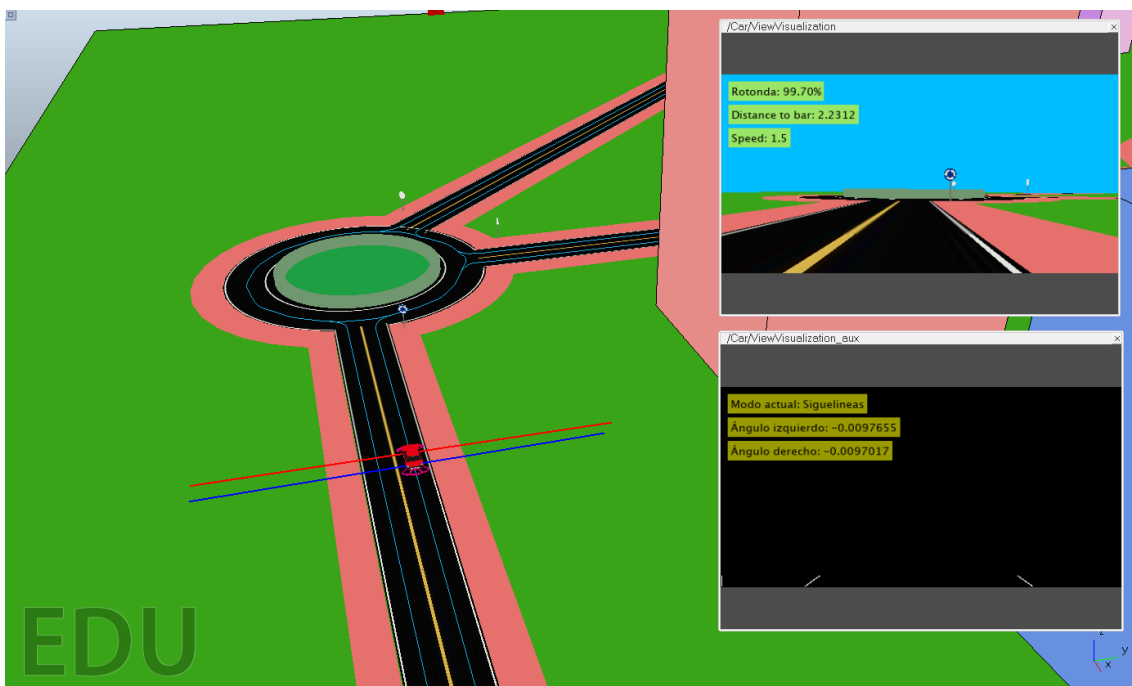 /Car/ViewVisualization
Rotonda: 99.70%
Distance to bar: 2.2312
Speed: 1.5
/Car/ViewVisualization_aux
Modo actual: Siguelineas
Ángulo izquierdo: -0.0097655
Ángulo derecho: -0.0097017
EDU
z
y
x